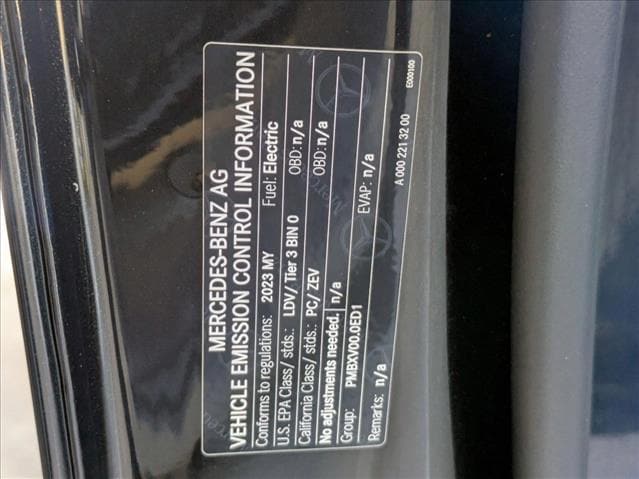 MERCEDES-BENZ AG
VEHICLE EMISSION CONTROL INFORMATION
Conforms to regulations: 2023 MY Fuel: Electric
U.S. EPA Class/ stds.: LDV/ Tier 3 BIN 0 OBD: n/a
California Class/ stds.: PC/ ZEV OBD: n/a
No adjustments needed. n/a
Group: PMBXV00.0ED1 EVAP: n/a
Remarks: n/a
A 000 221 32 00
E000100